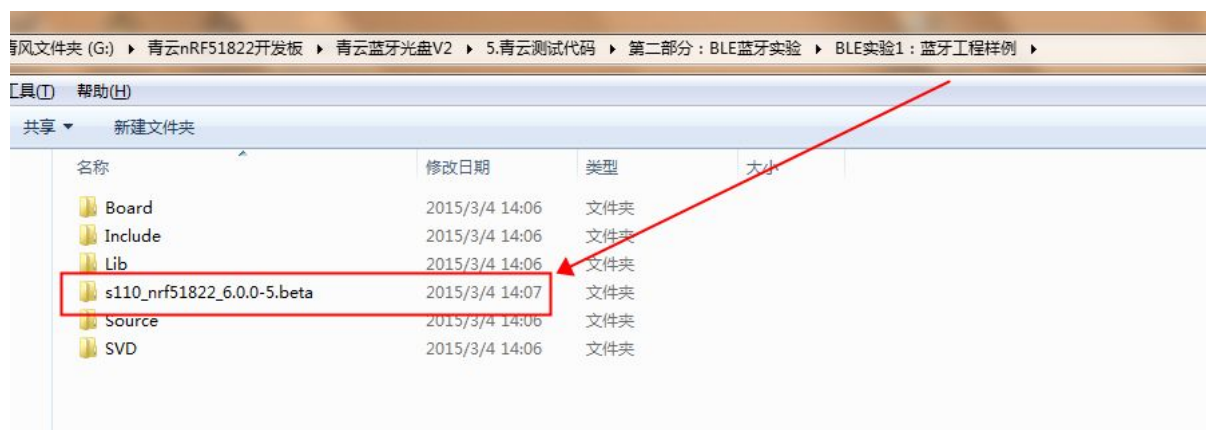 青风文件夹 (G:) ▸ 青云nRF51822开发板 ▸ 青云蓝牙光盘V2 ▸ 5.青云测试代码 ▸ 第二部分：BLE蓝牙实验 ▸ BLE实验1：蓝牙工程样例 ▸
工具(T) 帮助(H)
共享 ▼ 新建文件夹
名称 修改日期 类型 大小
Board 2015/3/4 14:06 文件夹
Include 2015/3/4 14:06 文件夹
Lib 2015/3/4 14:06 文件夹
s110_nrf51822_6.0.0-5.beta 2015/3/4 14:07 文件夹
Source 2015/3/4 14:06 文件夹
SVD 2015/3/4 14:06 文件夹